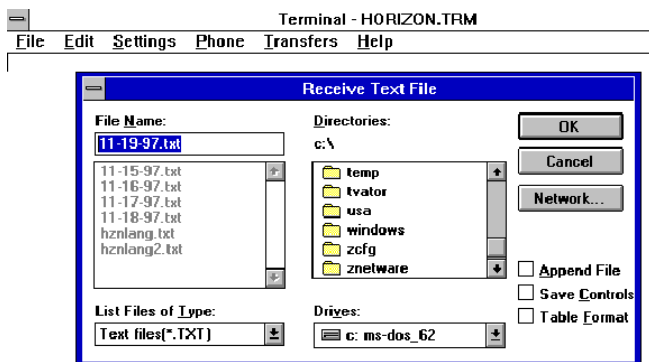 Terminal - HORIZON.TRM
File Edit Settings Phone Transfers Help
Receive Text File
File Name:
11-19-97.txt
11-15-97.txt
11-16-97.txt
11-17-97.txt
11-18-97.txt
hznlang.txt
hznlang2.txt
List Files of Type:
Text files(*.TXT)
Directories:
c:\
temp
tvator
usa
windows
zcfg
znetware
Drives:
c: ms-dos_62
OK
Cancel
Network...
Append File
Save Controls
Table Format